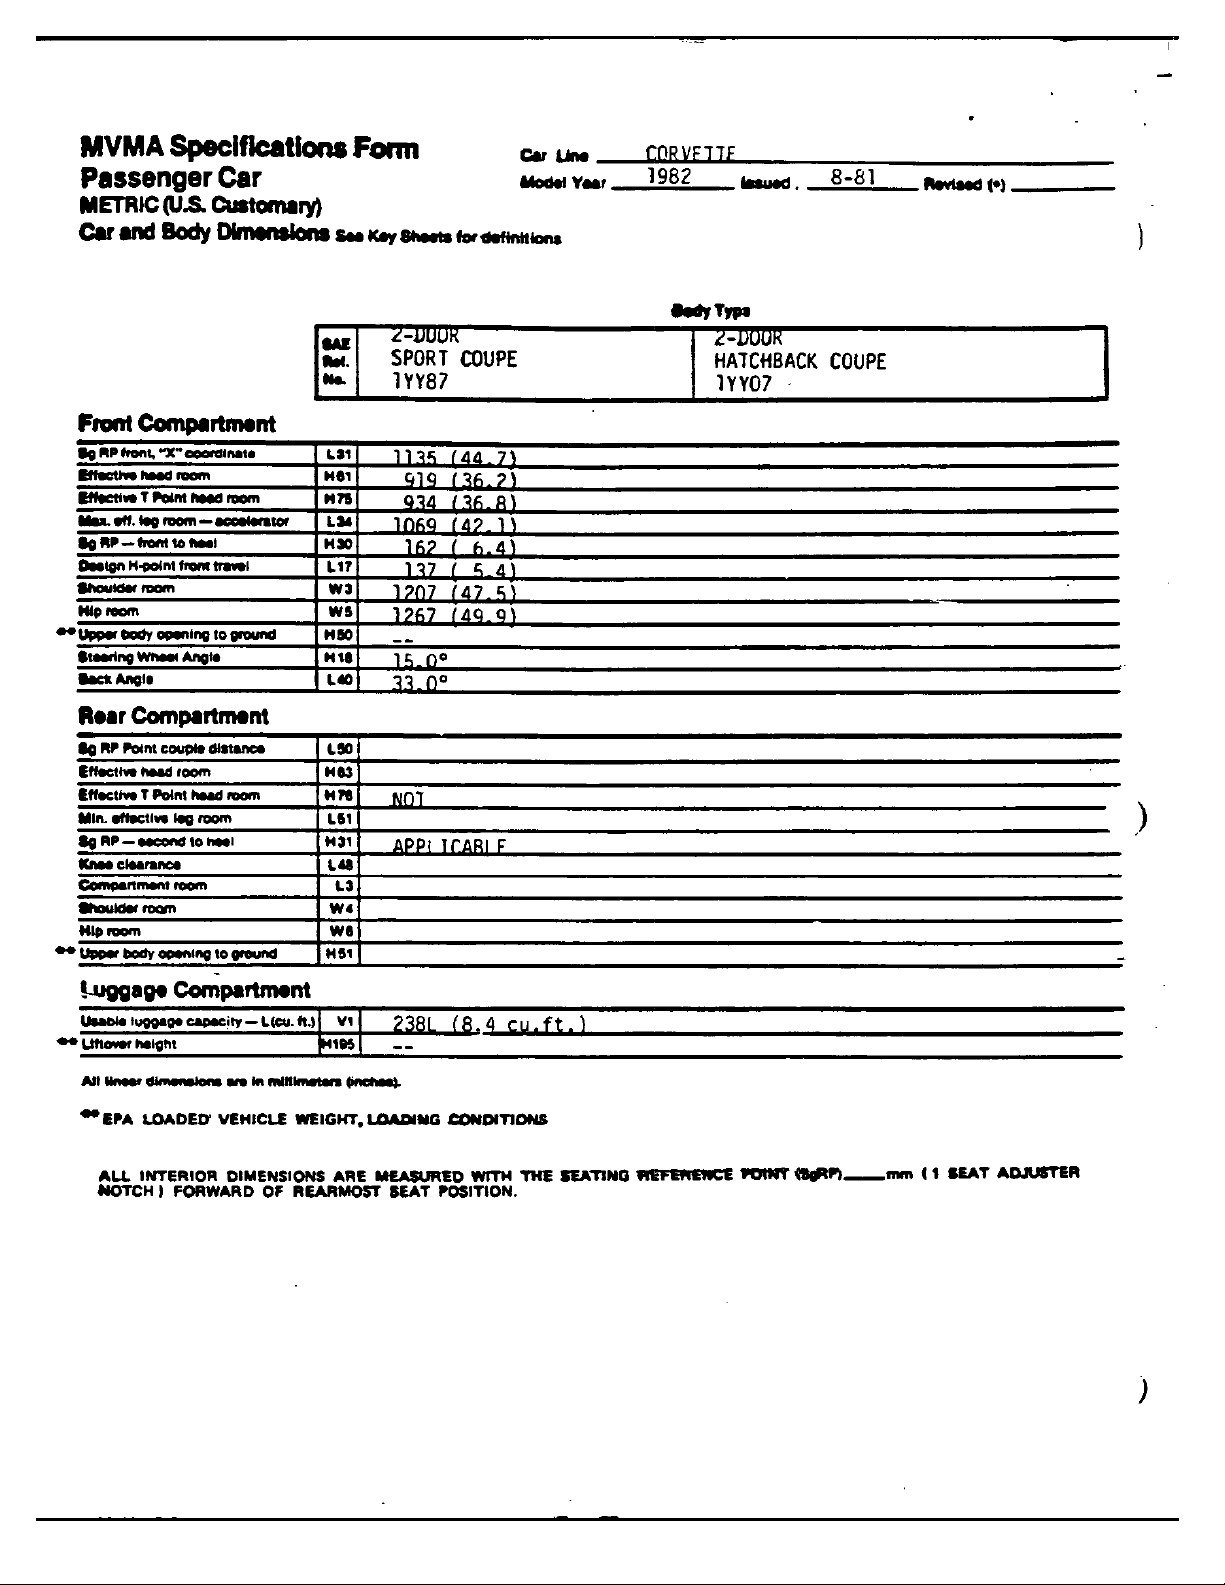 MVMA Specifications Form
Passenger Car
METRIC (U.S. Customary)
Car and Body Dimensions See Key Sheets for definitions
Car Line CORVETTE
Model Year 1982 Issued 8-81 Revised (•)
Body Type
SAE Ref. No.
2-DOOR SPORT COUPE 1YY87
2-DOOR HATCHBACK COUPE 1YY07
Front Compartment
Sg RP front, "X" coordinate L31 1135 (44.7)
Effective head room H61 919 (36.2)
Effective T Point head room H75 934 (36.8)
Max. eff. leg room — accelerator L34 1069 (42.1)
Sg RP — front to heel H30 162 ( 6.4)
Design H-point front travel L17 137 ( 5.4)
Shoulder room W3 1207 (47.5)
Hip room W5 1267 (49.9)
** Upper body opening to ground H50 --
Steering Wheel Angle H18 15.0°
Back Angle L40 33.0°
Rear Compartment
Sg RP Point couple distance L50
Effective head room H63
Effective T Point head room H76 NOT
Min. effective leg room L51
Sg RP — second to heel H31 APPLICABLE
Knee clearance L48
Compartment room L3
Shoulder room W4
Hip room W6
** Upper body opening to ground H51
Luggage Compartment
Usable luggage capacity — L (cu. ft.) V1 238L (8.4 cu.ft.)
** Liftover height H195 --
All linear dimensions are in millimeters (inches).
** EPA LOADED VEHICLE WEIGHT, LOADING CONDITIONS
ALL INTERIOR DIMENSIONS ARE MEASURED WITH THE SEATING REFERENCE POINT (SgRP)____mm ( 1 SEAT ADJUSTER
NOTCH ) FORWARD OF REARMOST SEAT POSITION.